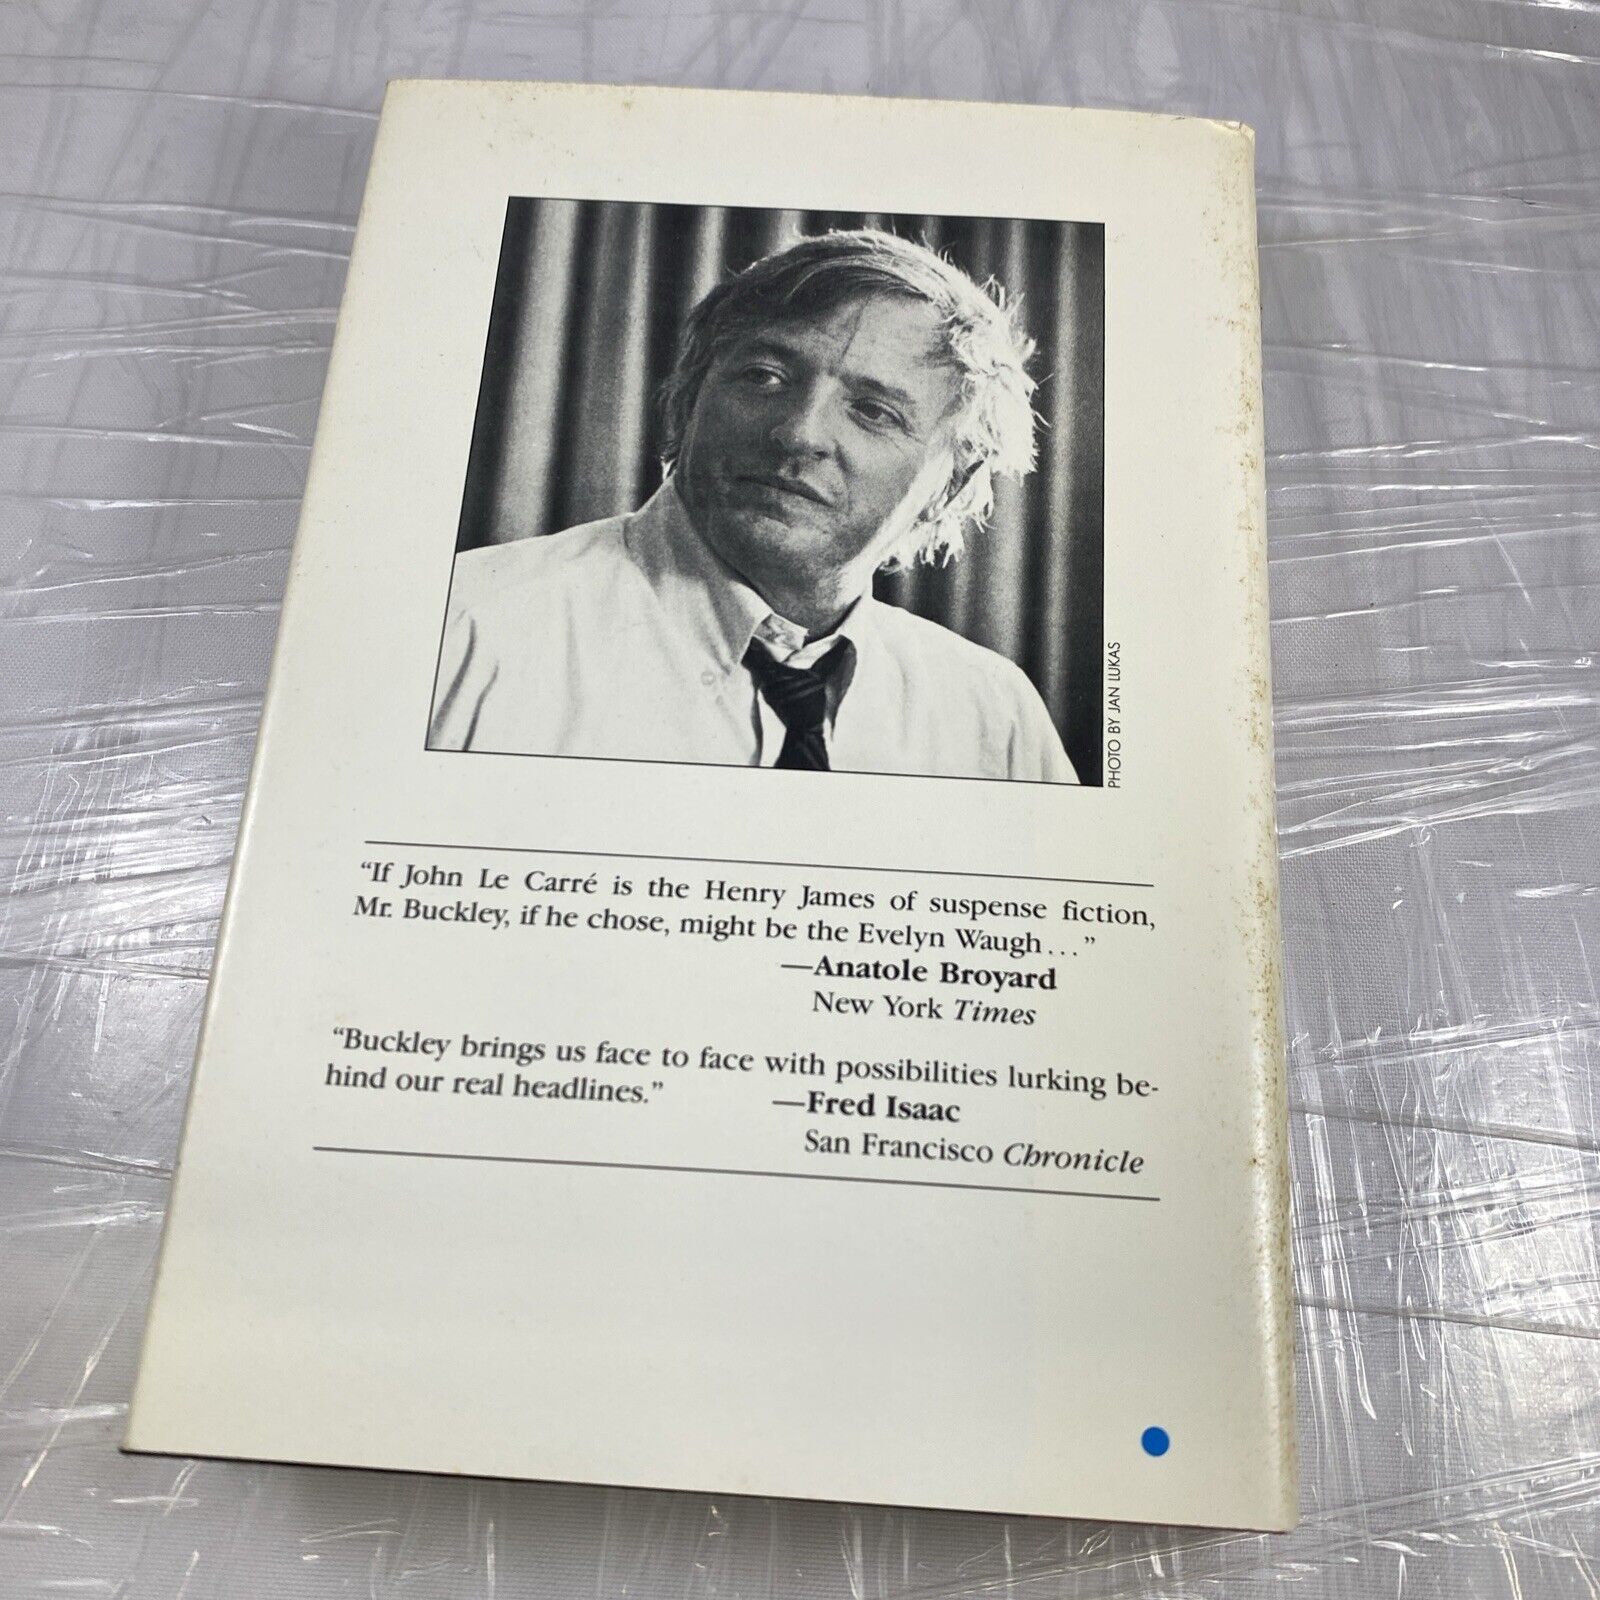 PHOTO BY JAN LUKAS
“If John Le Carré is the Henry James of suspense fiction,
Mr. Buckley, if he chose, might be the Evelyn Waugh...”
—Anatole Broyard
New York Times
“Buckley brings us face to face with possibilities lurking be-
hind our real headlines.”
—Fred Isaac
San Francisco Chronicle